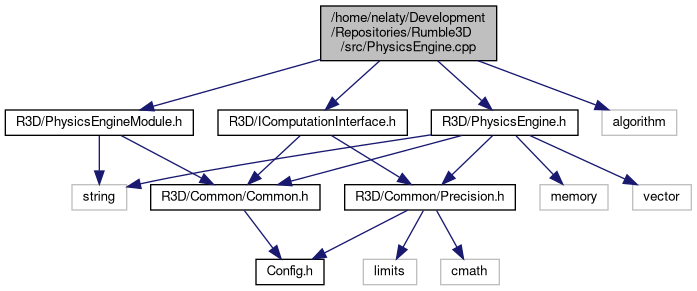 /home/nelaty/Development
/Repositories/Rumble3D
/src/PhysicsEngine.cpp
R3D/PhysicsEngineModule.h
R3D/IComputationInterface.h
R3D/PhysicsEngine.h
algorithm
string
R3D/Common/Common.h
R3D/Common/Precision.h
memory
vector
Config.h
limits
cmath